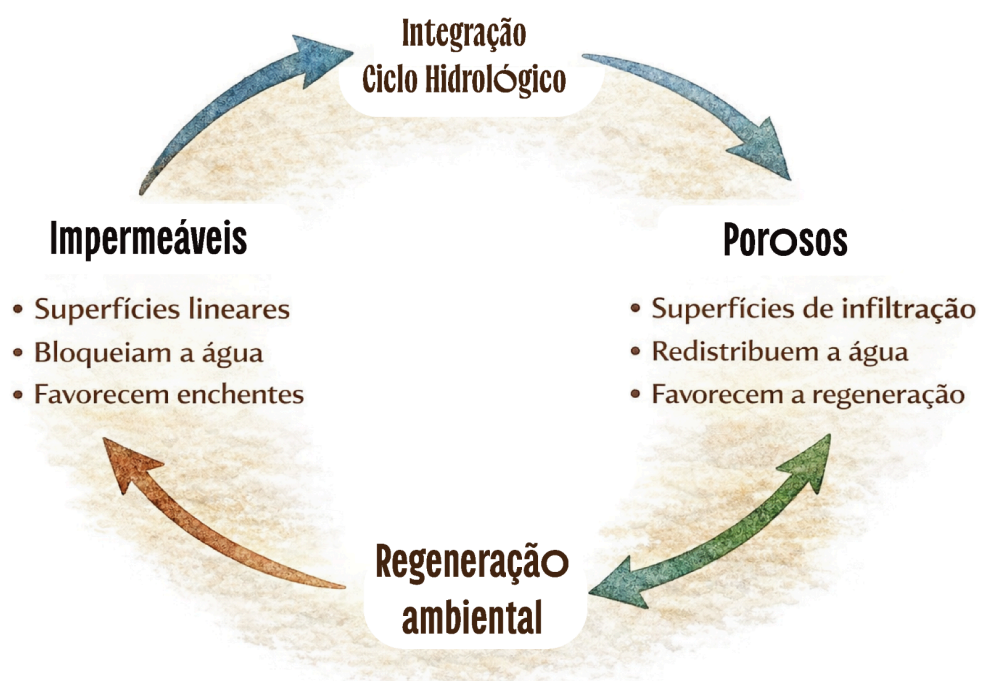 Integração
Ciclo Hidrológico
Impermeáveis
• Superfícies lineares
• Bloqueiam a água
• Favorecem enchentes
Porosos
• Superfícies de infiltração
• Redistribuem a água
• Favorecem a regeneração
Regeneração
ambiental